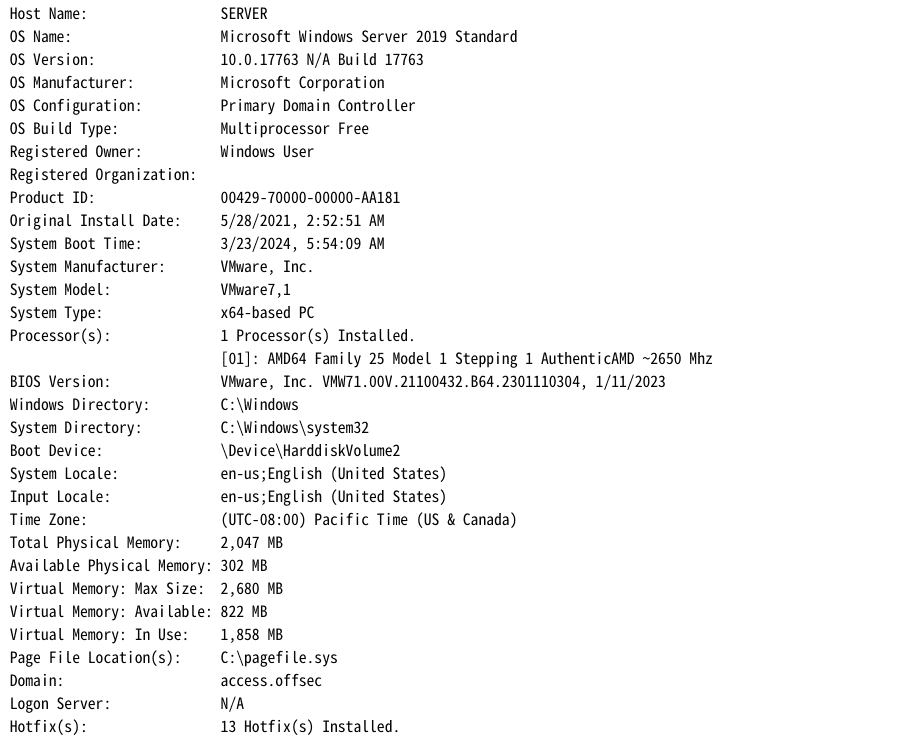 Host Name: SERVER
OS Name: Microsoft Windows Server 2019 Standard
OS Version: 10.0.17763 N/A Build 17763
OS Manufacturer: Microsoft Corporation
OS Configuration: Primary Domain Controller
OS Build Type: Multiprocessor Free
Registered Owner: Windows User
Registered Organization:
Product ID: 00429-70000-00000-AA181
Original Install Date: 5/28/2021, 2:52:51 AM
System Boot Time: 3/23/2024, 5:54:09 AM
System Manufacturer: VMware, Inc.
System Model: VMware7,1
System Type: x64-based PC
Processor(s): 1 Processor(s) Installed.
[01]: AMD64 Family 25 Model 1 Stepping 1 AuthenticAMD ~2650 Mhz
BIOS Version: VMware, Inc. VMW71.00V.21100432.B64.2301110304, 1/11/2023
Windows Directory: C:\Windows
System Directory: C:\Windows\system32
Boot Device: \Device\HarddiskVolume2
System Locale: en-us;English (United States)
Input Locale: en-us;English (United States)
Time Zone: (UTC-08:00) Pacific Time (US & Canada)
Total Physical Memory: 2,047 MB
Available Physical Memory: 302 MB
Virtual Memory: Max Size: 2,680 MB
Virtual Memory: Available: 822 MB
Virtual Memory: In Use: 1,858 MB
Page File Location(s): C:\pagefile.sys
Domain: access.offsec
Logon Server: N/A
Hotfix(s): 13 Hotfix(s) Installed.